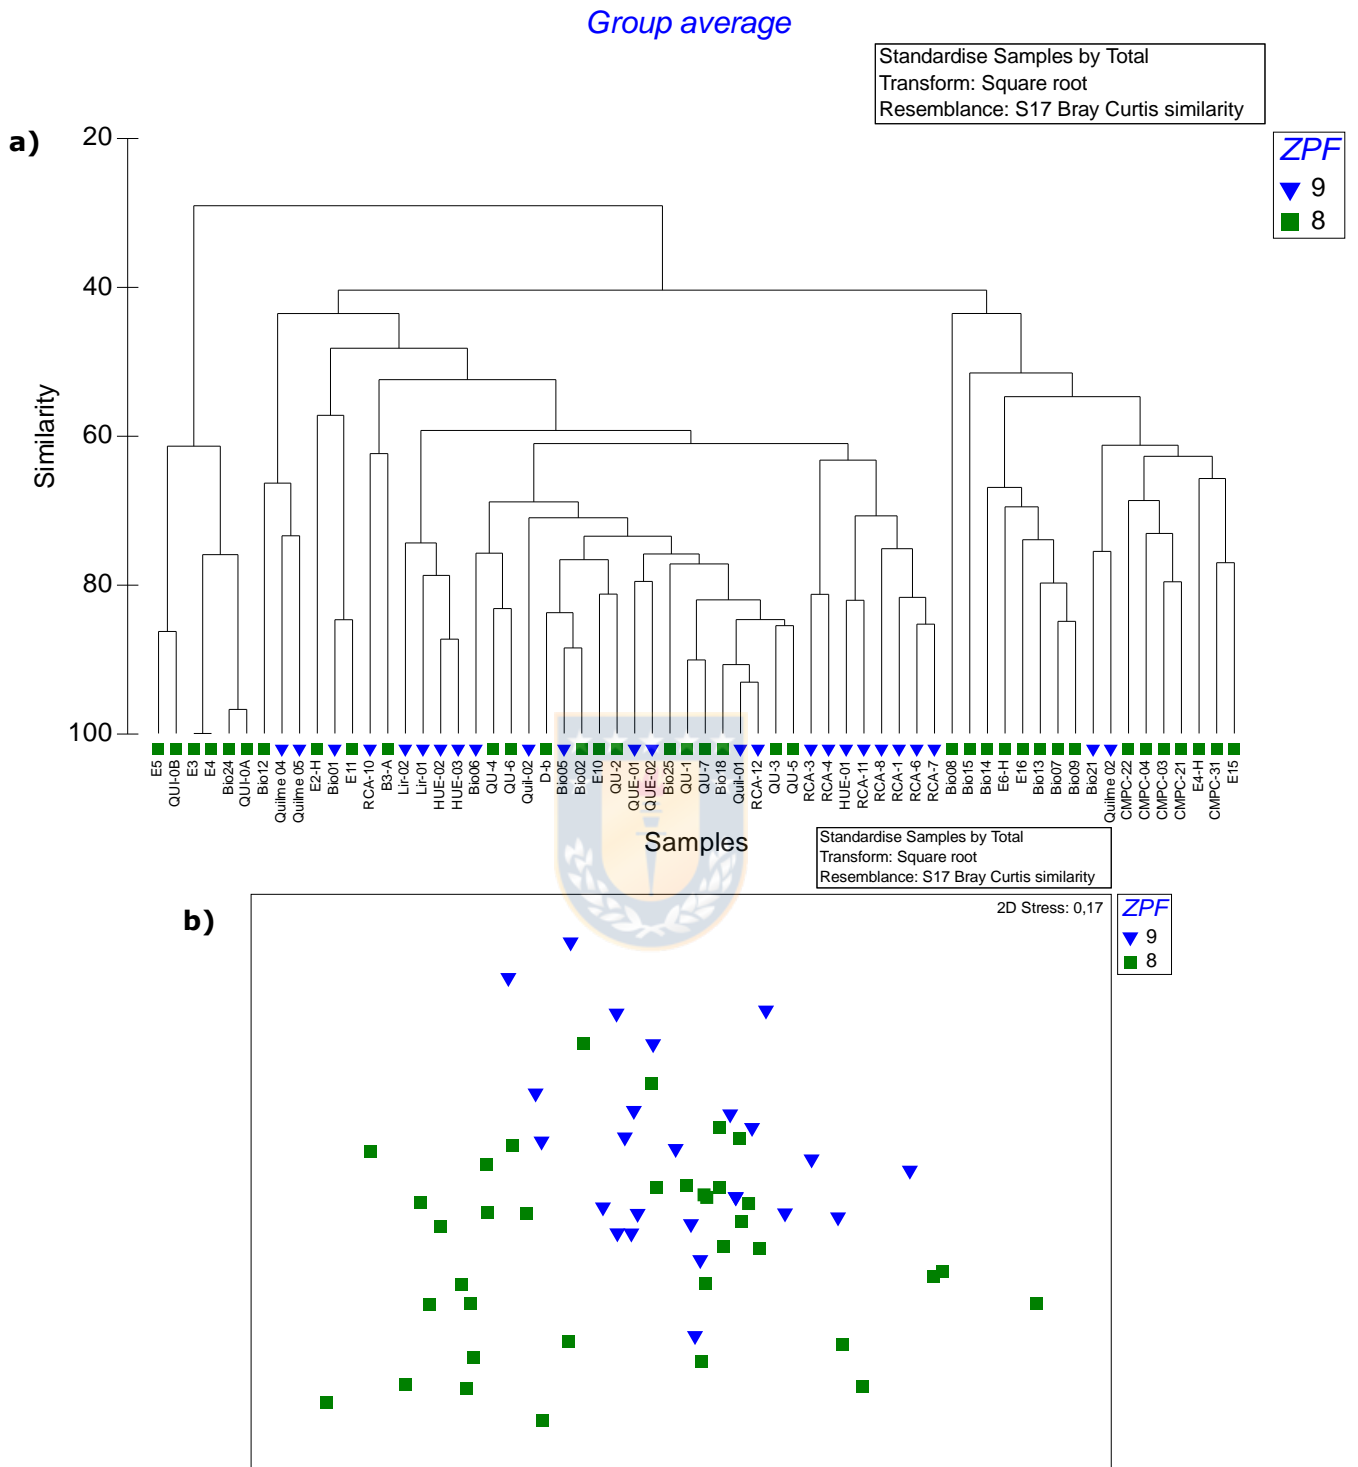 Group average
Standardise Samples by Total
Transform: Square root
Resemblance: S17 Bray Curtis similarity
a)
20
40
60
80
100
Similarity
ZPF
9
8
E5
QUI-0B
E3
E4
Bio24
QUI-0A
Bio12
Quilme 04
Quilme 05
E2-H
Bio01
E11
RCA-10
B3-A
Lir-02
Lir-01
HUE-02
HUE-03
Bio06
QU-4
QU-6
Quil-02
D-b
Bio05
Bio02
E10
QU-2
QUE-01
QUE-02
Bio25
QU-1
QU-7
Bio18
Quil-01
RCA-12
QU-3
QU-5
RCA-3
RCA-4
HUE-01
RCA-11
RCA-8
RCA-1
RCA-6
RCA-7
Bio08
Bio15
Bio14
E6-H
E16
Bio13
Bio07
Bio09
Bio21
Quilme 02
CMPC-22
CMPC-04
CMPC-03
CMPC-21
E4-H
CMPC-31
E15
Samples
Standardise Samples by Total
Transform: Square root
Resemblance: S17 Bray Curtis similarity
b)
2D Stress: 0,17
ZPF
9
8